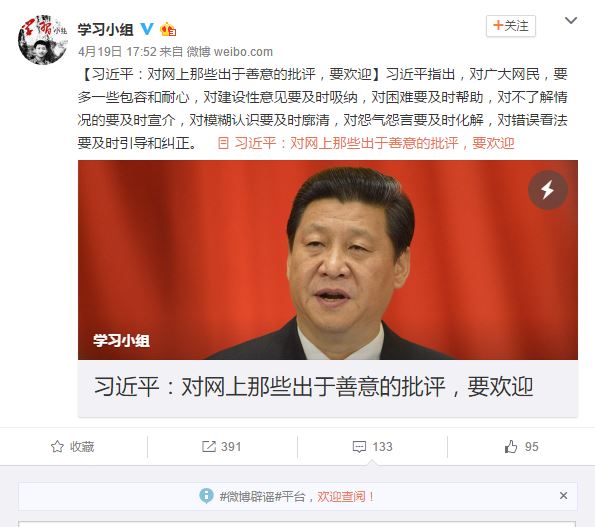 学习小组
+关注
4月19日 17:52 来自 微博 weibo.com
【习近平：对网上那些出于善意的批评，要欢迎】习近平指出，对广大网民，要
多一些包容和耐心，对建设性意见要及时吸纳，对困难要及时帮助，对不了解情
况的要及时宣介，对模糊认识要及时廓清，对怨气怨言要及时化解，对错误看法
要及时引导和纠正。 习近平：对网上那些出于善意的批评，要欢迎
学习小组
习近平：对网上那些出于善意的批评，要欢迎
收藏 391 133 95
#微博辟谣#平台，欢迎查阅！